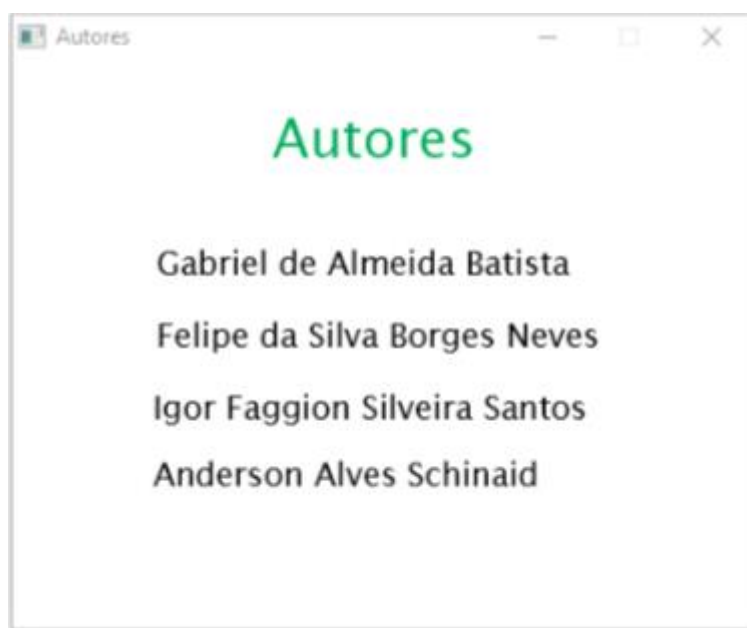 Autores
Autores
Gabriel de Almeida Batista
Felipe da Silva Borges Neves
Igor Faggion Silveira Santos
Anderson Alves Schinaid